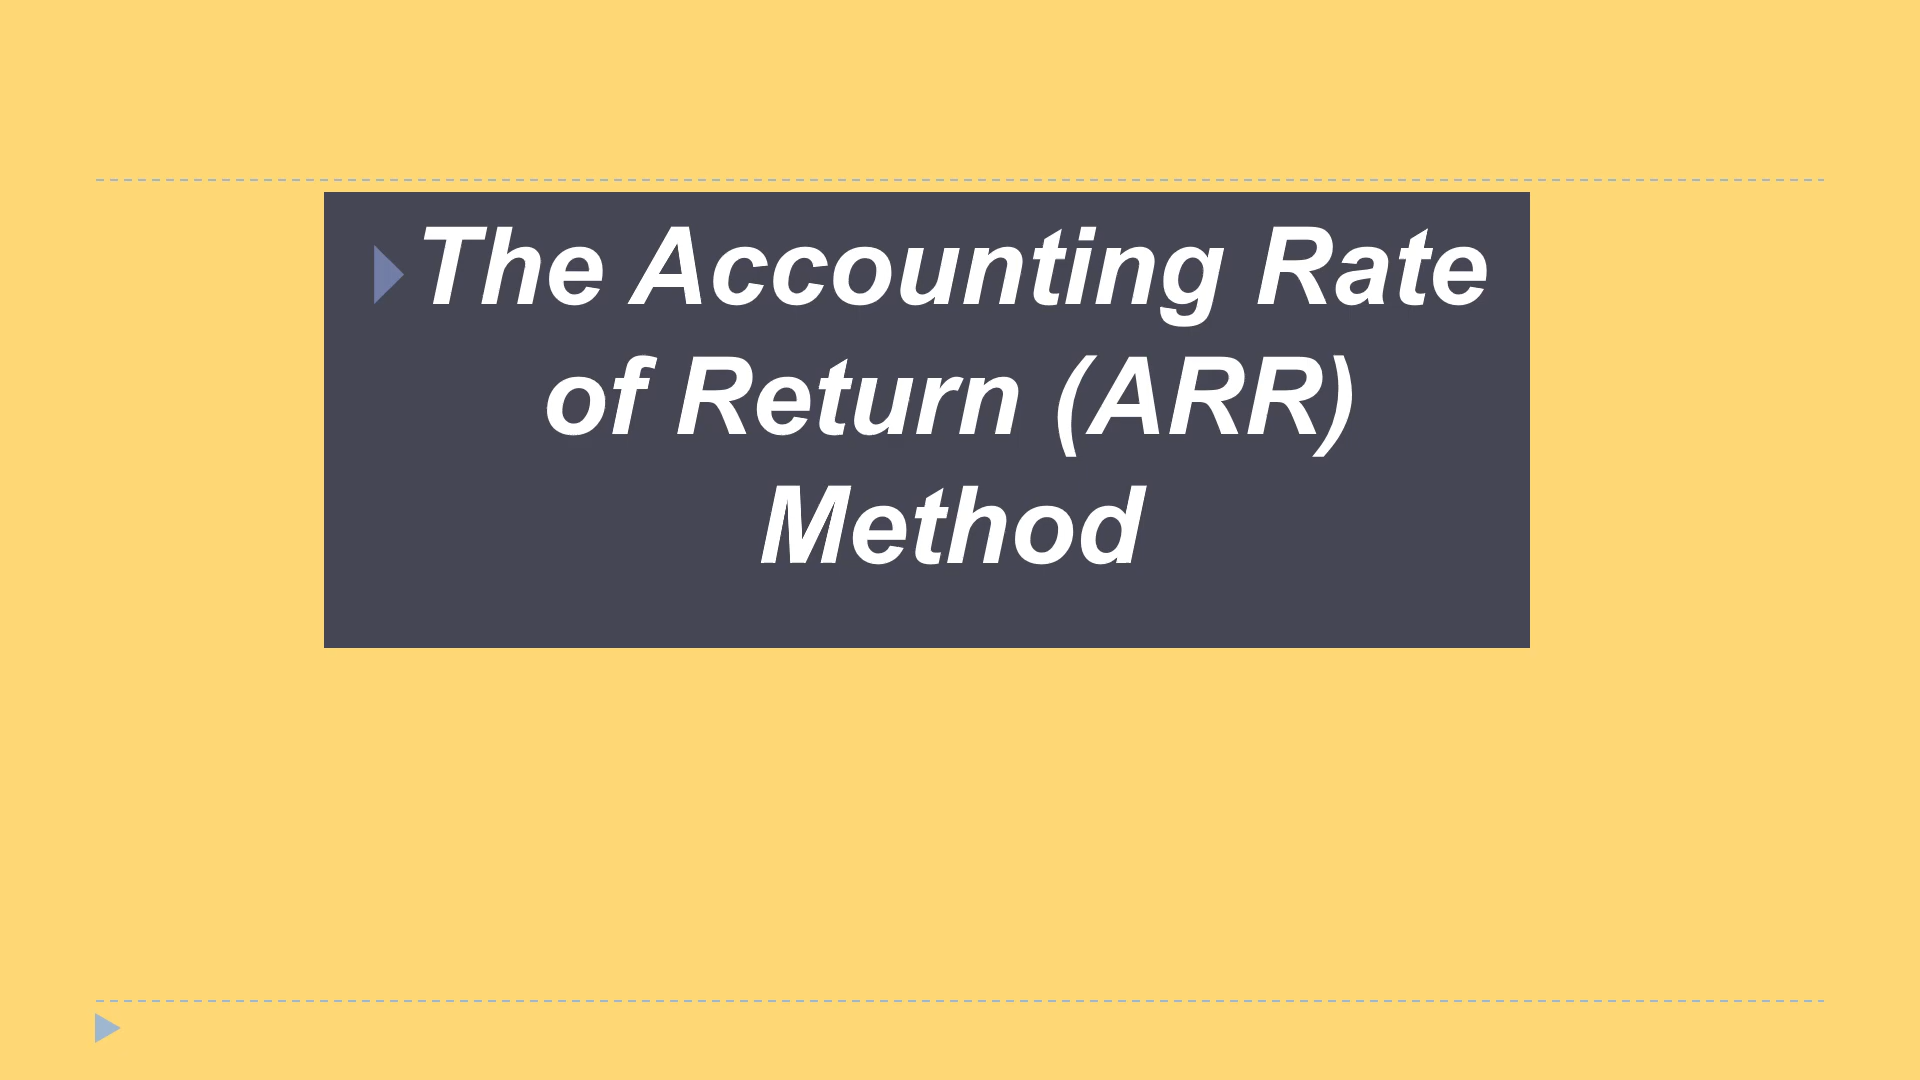 The Accounting Rate
of Return (ARR)
Method